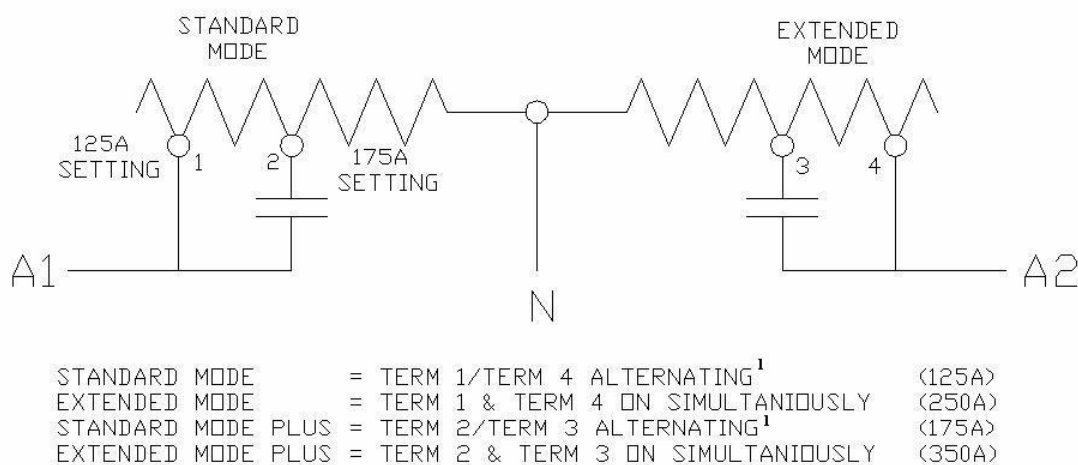 STANDARD
MODE
EXTENDED
MODE
125A
SETTING
1
2
175A
SETTING
3
4
A1
N
A2
STANDARD MODE = TERM 1/TERM 4 ALTERNATING¹ (125A)
EXTENDED MODE = TERM 1 & TERM 4 ON SIMULTANIOUSLY (250A)
STANDARD MODE PLUS = TERM 2/TERM 3 ALTERNATING¹ (175A)
EXTENDED MODE PLUS = TERM 2 & TERM 3 ON SIMULTANIOUSLY (350A)